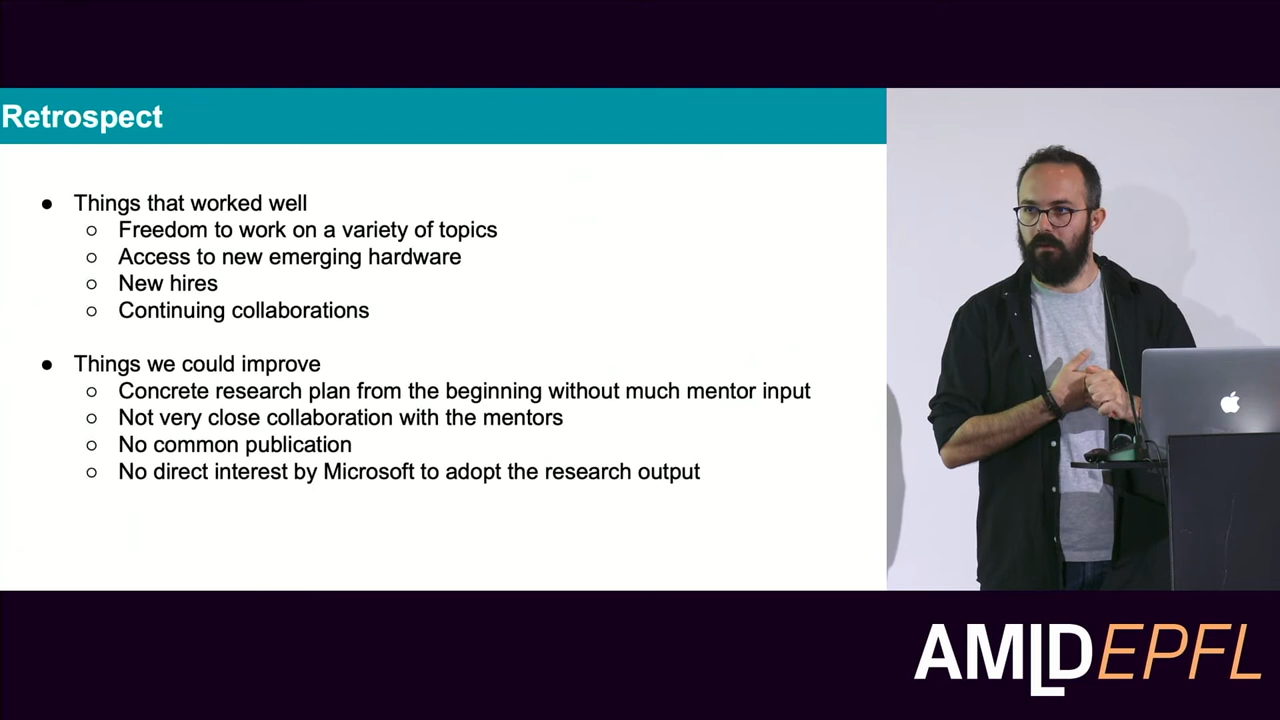 Retrospect
● Things that worked well
○ Freedom to work on a variety of topics
○ Access to new emerging hardware
○ New hires
○ Continuing collaborations
● Things we could improve
○ Concrete research plan from the beginning without much mentor input
○ Not very close collaboration with the mentors
○ No common publication
○ No direct interest by Microsoft to adopt the research output
AMLDEPFL